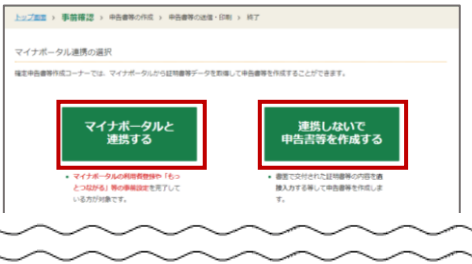 トップ画面 › 事前確認 › 申告書等の作成 › 申告書等の送信・印刷 › 終了
マイナポータル連携の選択
確定申告書等作成コーナーでは、マイナポータルから証明書等データを取得して申告書等を作成することができます。
マイナポータルと
連携する
• マイナポータルの利用者登録や「もっ
とつながる」等の事前設定を完了して
いる方が対象です。
連携しないで
申告書等を作成する
• 書面で交付された証明書等の内容を直
接入力する等して申告書等を作成しま
す。